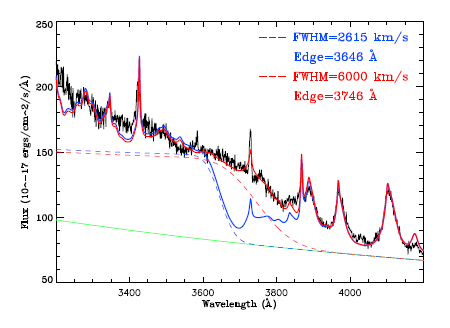 250
200
150
100
50
Flux (10^-17 ergs/cm-2/s/Å)
FWHM=2615 km/s
Edge=3646 Å
FWHM=6000 km/s
Edge=3746 Å
3400 3600 3800 4000
Wavelength (Å)